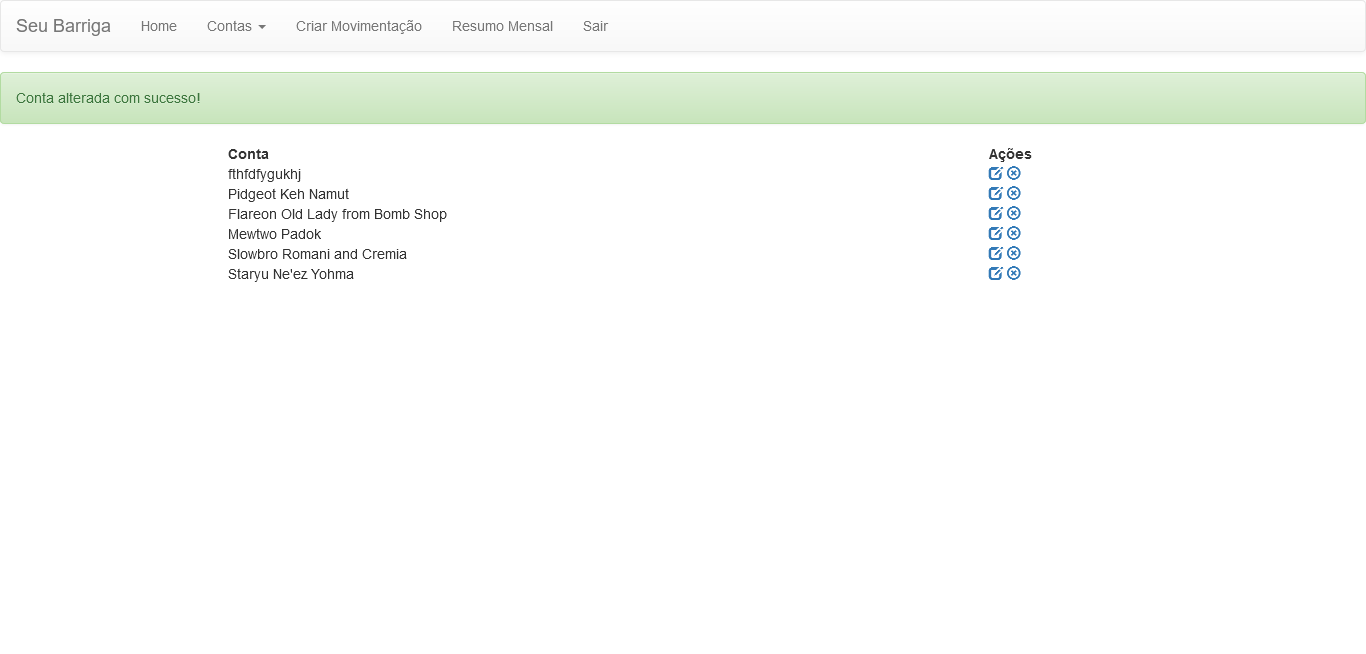 Seu Barriga Home Contas Criar Movimentação Resumo Mensal Sair
Conta alterada com sucesso!
Conta Ações
fthfdfygukhj
Pidgeot Keh Namut
Flareon Old Lady from Bomb Shop
Mewtwo Padok
Slowbro Romani and Cremia
Staryu Ne'ez Yohma